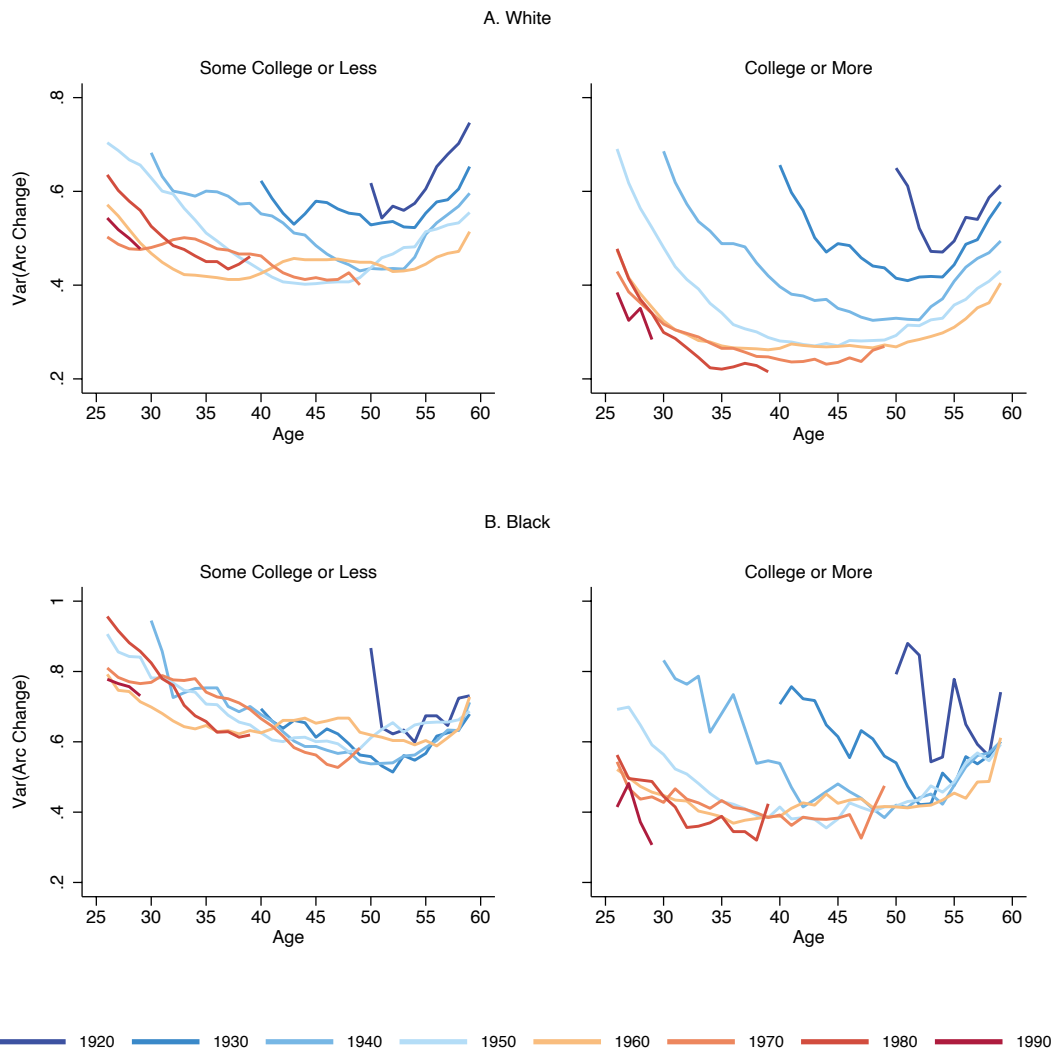 A. White
Some College or Less
College or More
Var(Arc Change)
.8
.6
.4
.2
25 30 35 40 45 50 55 60
Age
25 30 35 40 45 50 55 60
Age
B. Black
Some College or Less
College or More
Var(Arc Change)
1
.8
.6
.4
.2
25 30 35 40 45 50 55 60
Age
25 30 35 40 45 50 55 60
Age
1920 1930 1940 1950 1960 1970 1980 1990